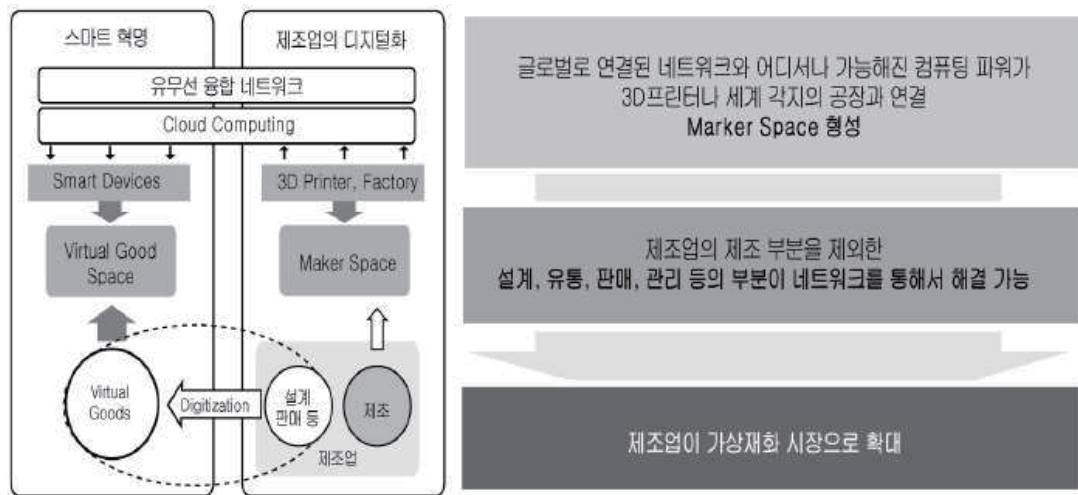 스마트 혁명
제조업의 디지털화
유무선 융합 네트워크
Cloud Computing
Smart Devices
3D Printer, Factory
Virtual Good
Space
Maker Space
Virtual
Goods
Digitization
설계
판매 등
제조
제조업
글로벌로 연결된 네트워크와 어디서나 가능해진 컴퓨팅 파워가
3D프린터나 세계 각지의 공장과 연결
Marker Space 형성
제조업의 제조 부분을 제외한
설계, 유통, 판매, 관리 등의 부분이 네트워크를 통해서 해결 가능
제조업이 가상재화 시장으로 확대